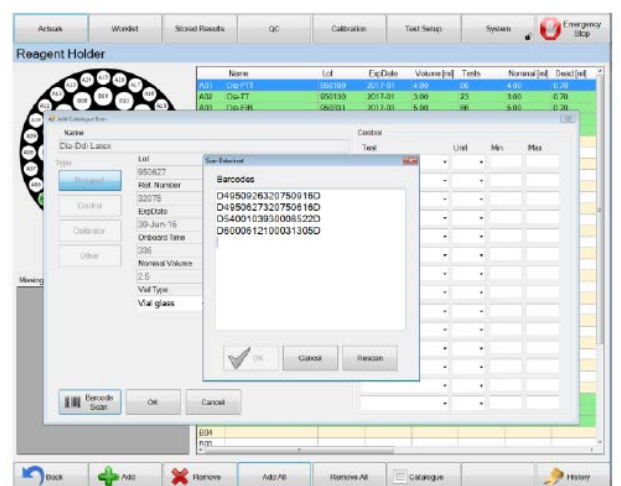 Actuals Worklist Stored Results QC Calibration Test Setup System Emergency Stop
Reagent Holder
Name Lot ExpDate Volume [ml] Tests Nominal [ml] Dead [ml]
A01 Dia-PTT 950109 2017-01 4.00 4.00 0.70
A02 Dia-TT 950130 2017-01 3.00 23 3.00 0.70
A03 Dia-FIB 950331 2017-03 5.00 5.00 0.70
Add Catalogue Item
Name
Dia-Ddi Latex
Control
Test Unit Min Max
Type
Reagent
Control
Calibrator
Other
Lot
950627
Ref. Number
32075
ExpDate
30-Jun-16
Onboard Time
336
Nominal Volume
2.5
Vial Type
Vial glass
Barcodes
D4950926320750916D
D4950627320750616D
D5400103930008522D
D6000612100031305D
OK Cancel Rescan
Missing
Barcode Scan OK Cancel
B04
B05
Back Add Remove Add All Remove All Catalogue History